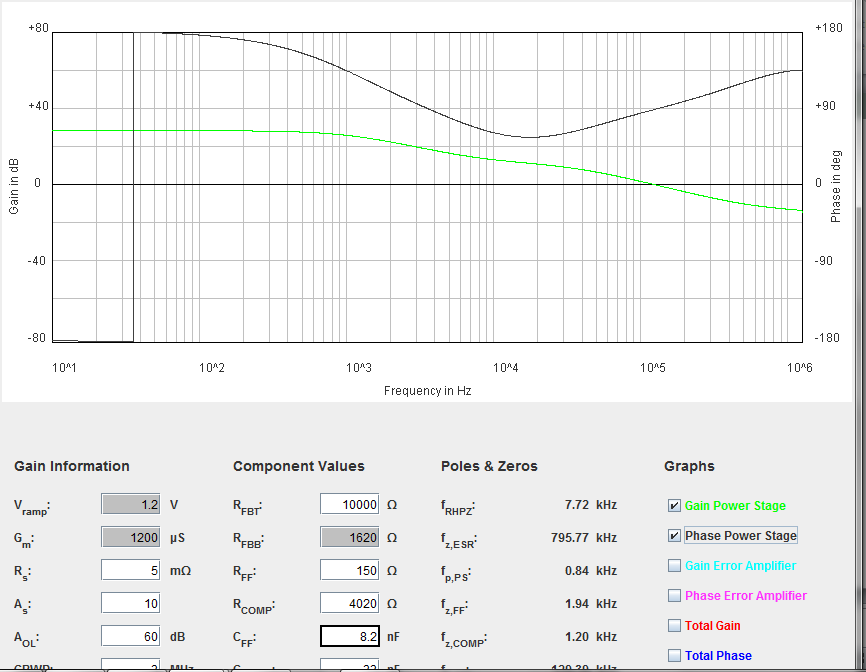 +80
+180
+40
+90
0
0
Gain in dB
Phase in deg
-40
-90
-80
-180
10^1 10^2 10^3 10^4 10^5 10^6
Frequency in Hz
Gain Information Component Values Poles & Zeros Graphs
Vramp: 1.2 V RFBT: 10000 Ω fRHPZ: 7.72 kHz Gain Power Stage
Gm: 1200 µS RFBB: 1620 Ω fz,ESR: 795.77 kHz Phase Power Stage
Rs: 5 mΩ RFF: 150 Ω fp,PS: 0.84 kHz Gain Error Amplifier
As: 10 RCOMP: 4020 Ω fz,FF: 1.94 kHz Phase Error Amplifier
AOL: 60 dB CFF: 8.2 nF fz,COMP: 1.20 kHz Total Gain
Total Phase